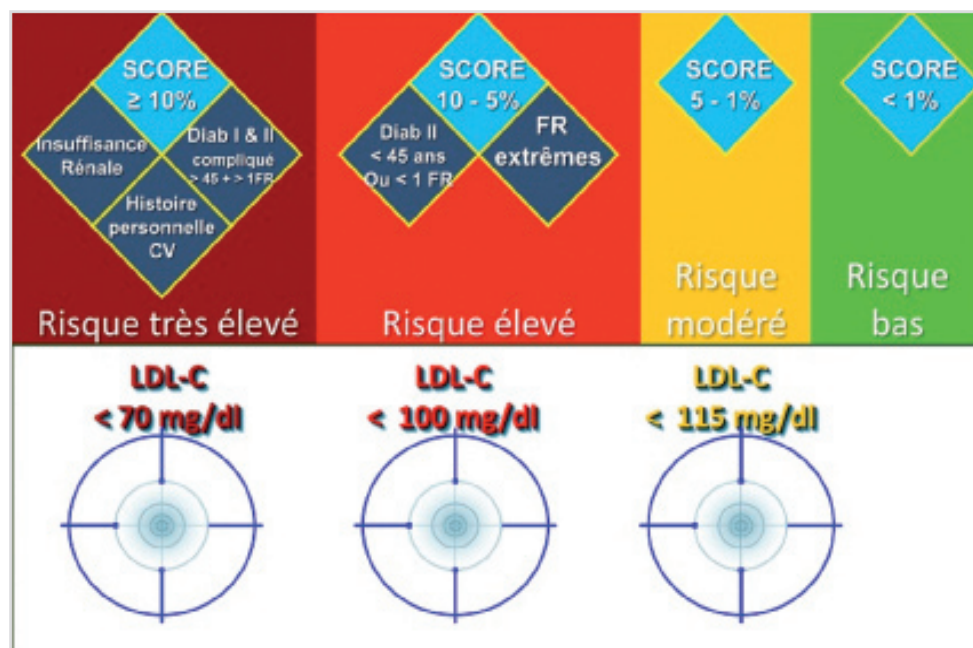 SCORE
≥ 10%
Insuffisance
Rénale
Diab I & II
compliqué
> 45 + > 1FR
Histoire
personnelle
CV
Risque très élevé
SCORE
10 - 5%
Diab II
< 45 ans
Ou < 1 FR
FR
extrêmes
Risque élevé
SCORE
5 - 1%
Risque
modéré
SCORE
< 1%
Risque
bas
LDL-C
< 70 mg/dl
LDL-C
< 100 mg/dl
LDL-C
< 115 mg/dl